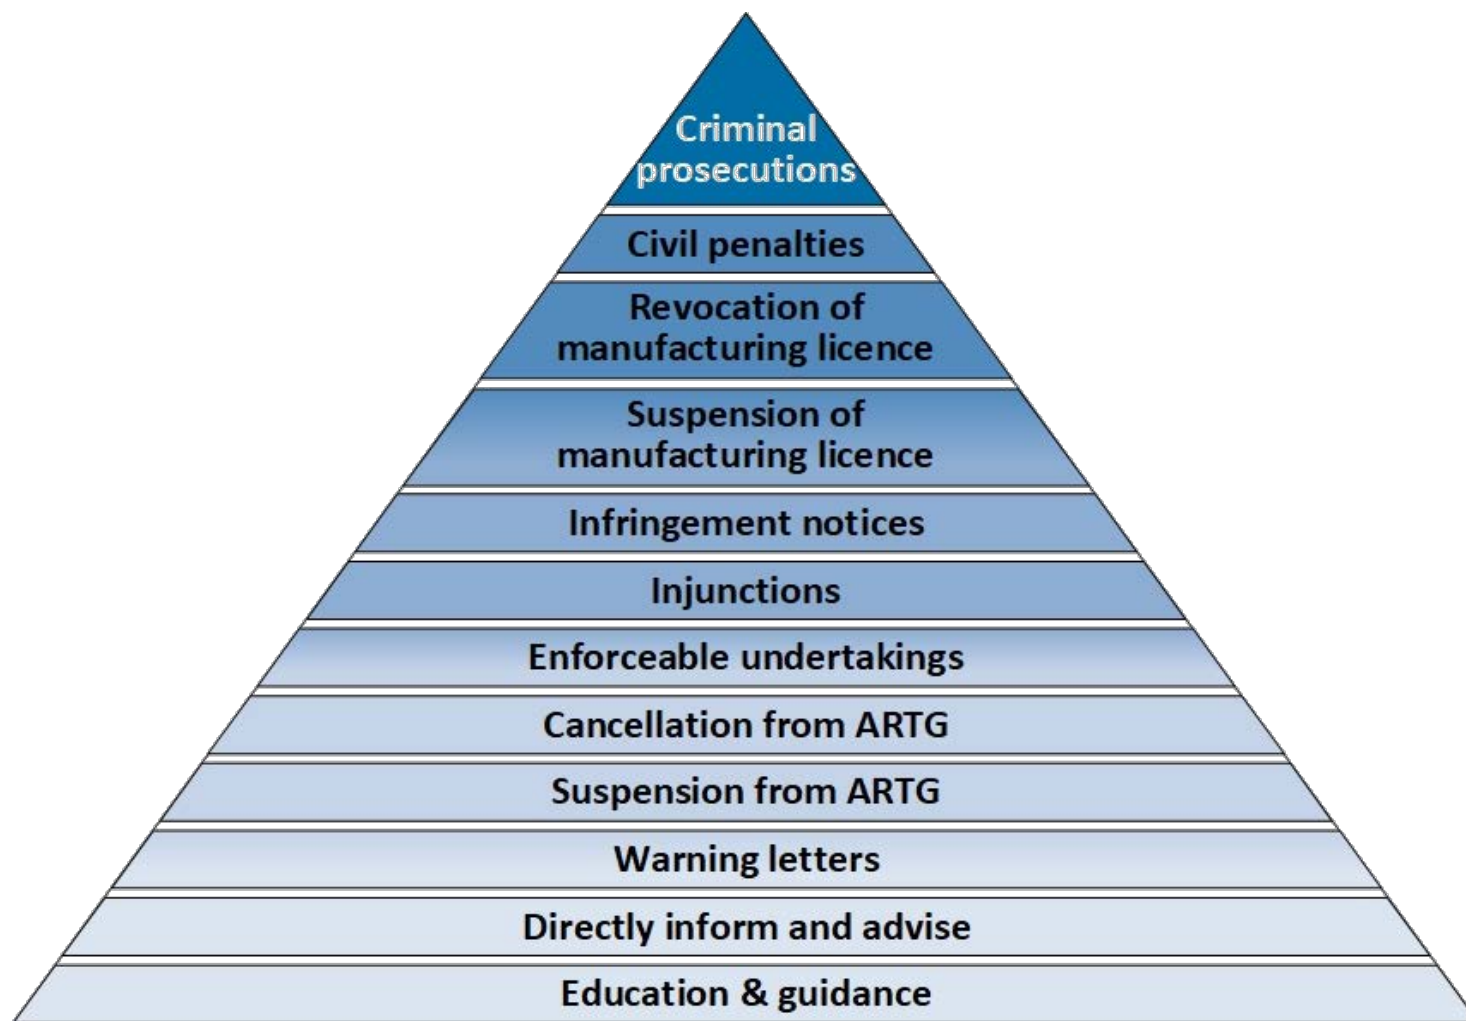 Criminal
prosecutions
Civil penalties
Revocation of
manufacturing licence
Suspension of
manufacturing licence
Infringement notices
Injunctions
Enforceable undertakings
Cancellation from ARTG
Suspension from ARTG
Warning letters
Directly inform and advise
Education & guidance